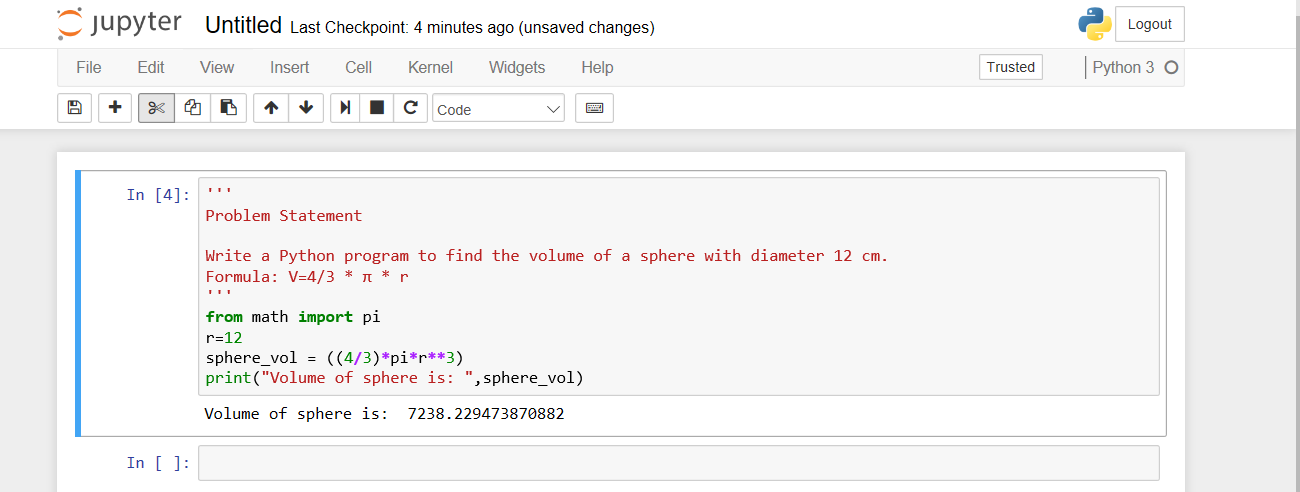 jupyter Untitled Last Checkpoint: 4 minutes ago (unsaved changes) Logout
File Edit View Insert Cell Kernel Widgets Help Trusted Python 3
Code
In [4]: '''
Problem Statement
Write a Python program to find the volume of a sphere with diameter 12 cm.
Formula: V=4/3 * π * r
'''
from math import pi
r=12
sphere_vol = ((4/3)*pi*r**3)
print("Volume of sphere is: ",sphere_vol)
Volume of sphere is:  7238.229473870882
In [ ]: